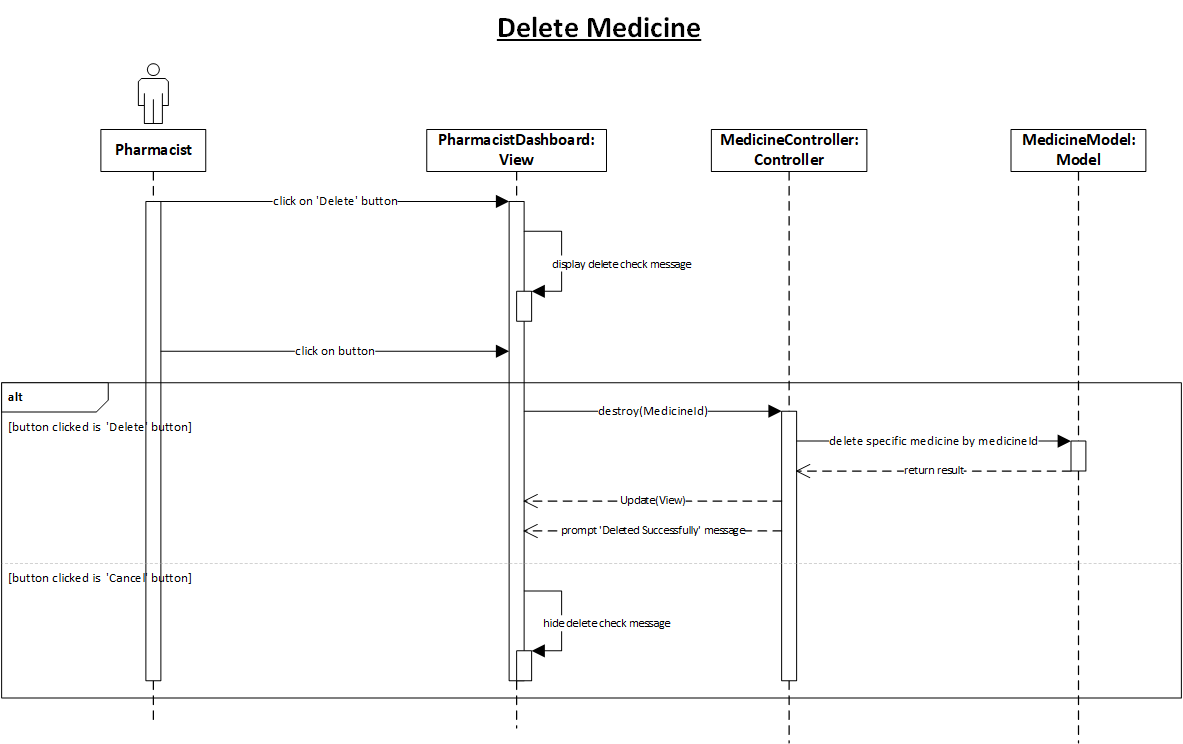 Delete Medicine
Pharmacist
PharmacistDashboard:
View
MedicineController:
Controller
MedicineModel:
Model
click on 'Delete' button
display delete check message
click on button
alt
destroy(MedicineId)
[button clicked is 'Delete' button]
delete specific medicine by medicineId
return result
Update(View)
prompt 'Deleted Successfully' message
[button clicked is 'Cancel' button]
hide delete check message